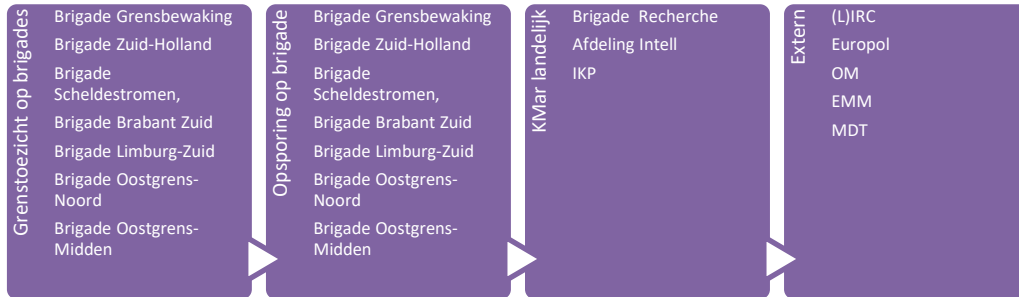 Grenstoezicht op brigades
Brigade Grensbewaking
Brigade Zuid-Holland
Brigade
Scheldestromen,
Brigade Brabant Zuid
Brigade Limburg-Zuid
Brigade Oostgrens-
Noord
Brigade Oostgrens-
Midden
Opsporing op brigade
Brigade Grensbewaking
Brigade Zuid-Holland
Brigade
Scheldestromen,
Brigade Brabant Zuid
Brigade Limburg-Zuid
Brigade Oostgrens-
Noord
Brigade Oostgrens-
Midden
KMar landelijk
Brigade Recherche
Afdeling Intell
IKP
Extern
(L)IRC
Europol
OM
EMM
MDT